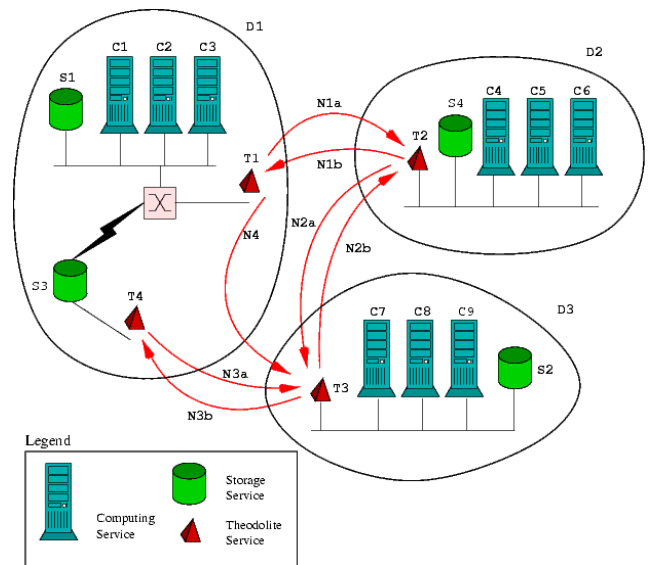 D1
D2
C1 C2 C3
S1
N1a
S4
C4 C5 C6
T2
T1
N1b
N2a
N4
N2b
S3
T4
C7 C8 C9
D3
N3a
S2
T3
N3b
Legend
Storage
Service
Computing
Service
Theodolite
Service